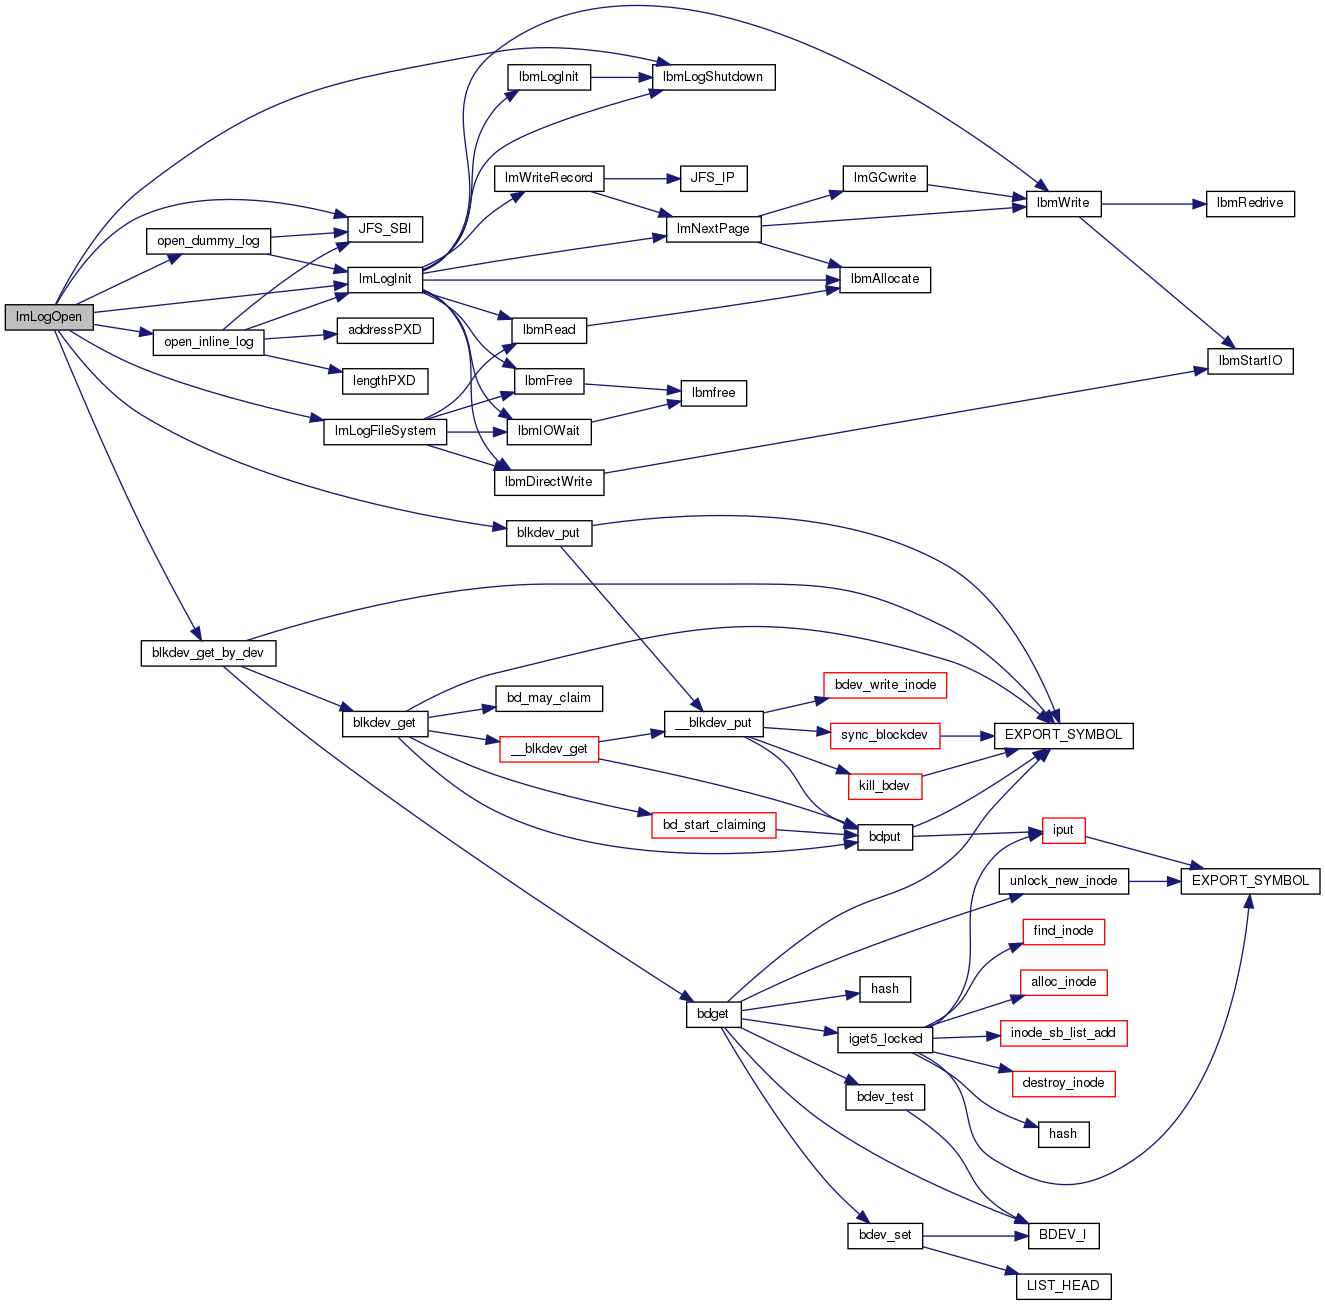 lmLogOpen
open_dummy_log
open_inline_log
JFS_SBI
lmLogInit
addressPXD
lengthPXD
lmLogFileSystem
lbmLogInit
lbmLogShutdown
lmWriteRecord
JFS_IP
lmNextPage
lmGCwrite
lbmWrite
lbmRedrive
lbmAllocate
lbmRead
lbmFree
lbmfree
lbmIOWait
lbmDirectWrite
lbmStartIO
blkdev_put
blkdev_get_by_dev
blkdev_get
bd_may_claim
__blkdev_get
__blkdev_put
bdev_write_inode
sync_blockdev
kill_bdev
EXPORT_SYMBOL
bd_start_claiming
bdput
iput
unlock_new_inode
EXPORT_SYMBOL
find_inode
alloc_inode
inode_sb_list_add
destroy_inode
hash
bdget
hash
iget5_locked
bdev_test
bdev_set
BDEV_I
LIST_HEAD